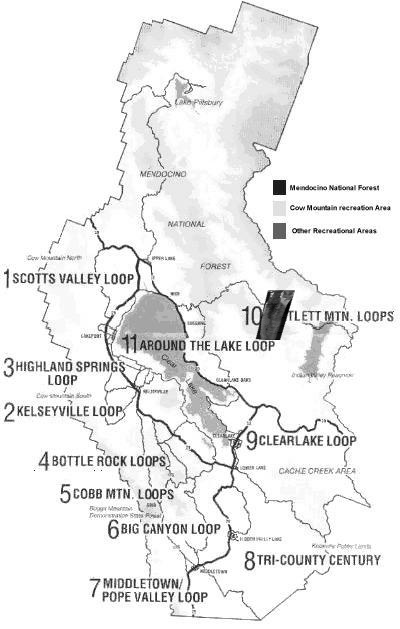 Lake Pillsbury
MENDOCINO
Mendocino National Forest
Cow Mountain recreation Area
Other Recreational Areas
NATIONAL
FOREST
Cow Mountain North
UPPER LAKE
1 SCOTTS VALLEY LOOP
NICE
LUCERNE
10 TLETT MTN. LOOPS
LAKEPORT
11 AROUND THE LAKE LOOP
Clear Lake
3 HIGHLAND SPRINGS
LOOP
Indian Valley Reservoir
CLEARLAKE OAKS
Cow Mountain South
KELSEYVILLE
2 KELSEYVILLE LOOP
CLEARLAKE
9 CLEARLAKE LOOP
4 BOTTLE ROCK LOOPS
LOWER LAKE
CACHE CREEK AREA
5 COBB MTN. LOOPS
COBB
Boggs Mountain
Demonstration State Forest
6 BIG CANYON LOOP
HIDDEN VALLEY LAKE
Knoxville Public Lands
8 TRI-COUNTY CENTURY
MIDDLETOWN
7 MIDDLETOWN/
POPE VALLEY LOOP